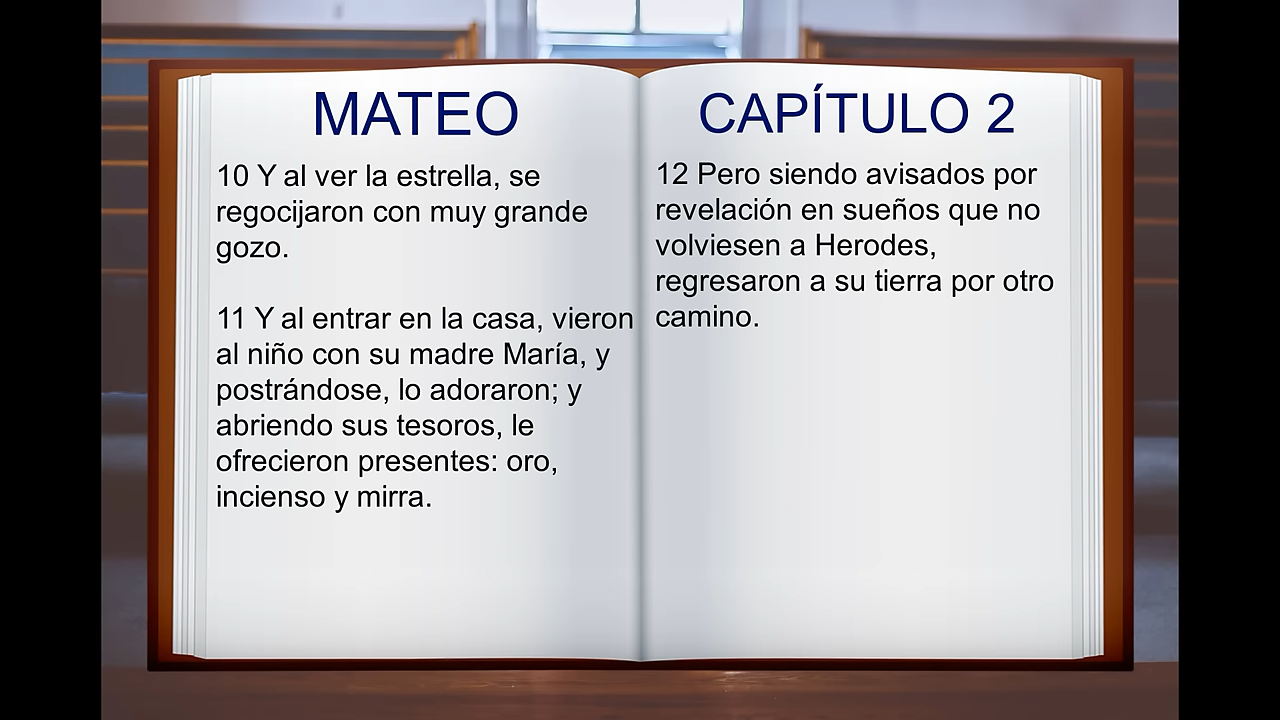 MATEO
10 Y al ver la estrella, se
regocijaron con muy grande
gozo.
11 Y al entrar en la casa, vieron
al niño con su madre María, y
postrándose, lo adoraron; y
abriendo sus tesoros, le
ofrecieron presentes: oro,
incienso y mirra.
CAPÍTULO 2
12 Pero siendo avisados por
revelación en sueños que no
volviesen a Herodes,
regresaron a su tierra por otro
camino.